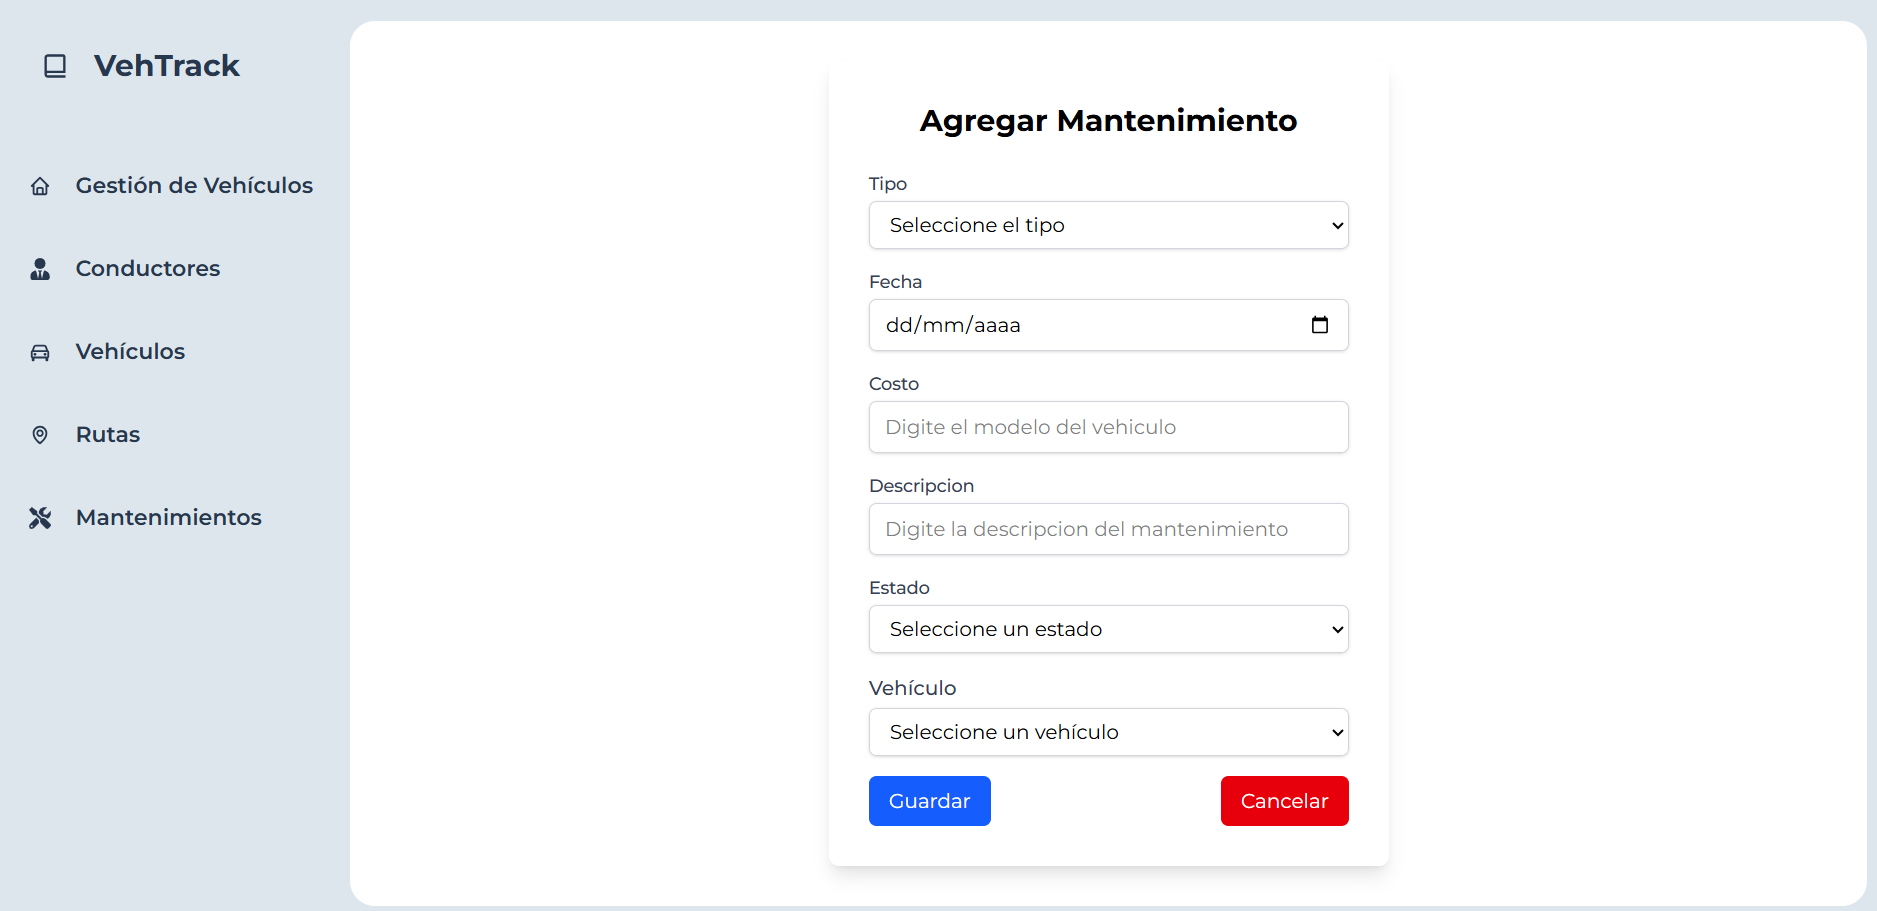 VehTrack
Gestión de Vehículos
Conductores
Vehículos
Rutas
Mantenimientos
Agregar Mantenimiento
Tipo
Seleccione el tipo
Fecha
dd/mm/aaaa
Costo
Digite el modelo del vehiculo
Descripcion
Digite la descripcion del mantenimiento
Estado
Seleccione un estado
Vehículo
Seleccione un vehículo
Guardar
Cancelar